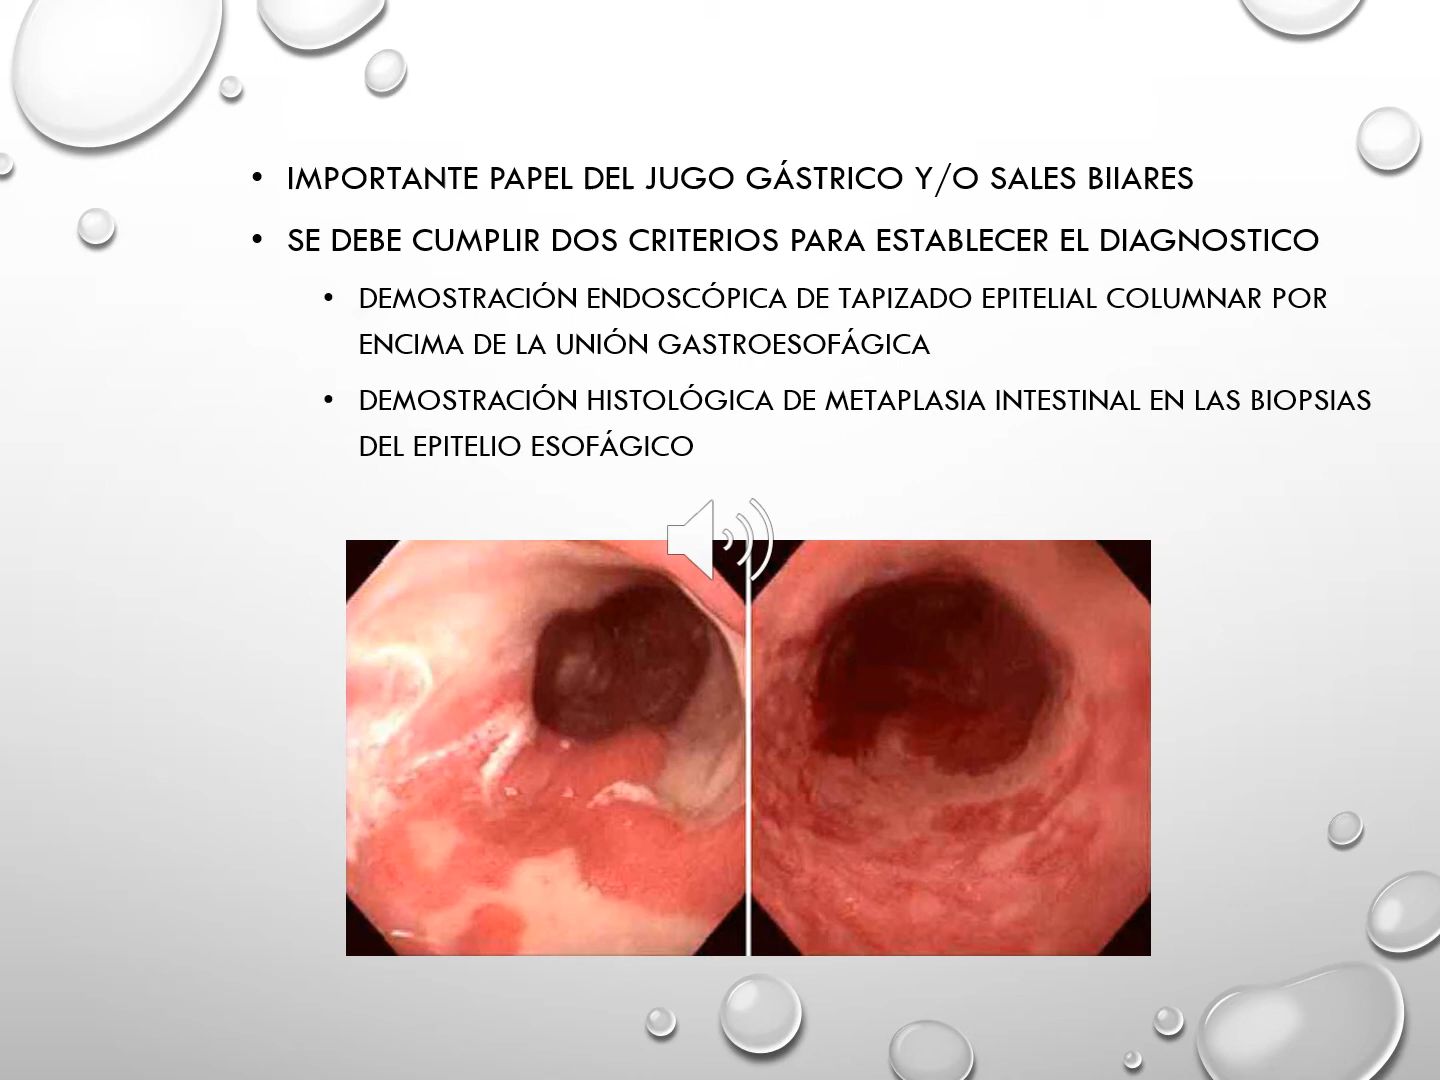 • IMPORTANTE PAPEL DEL JUGO GÁSTRICO Y/O SALES BIIARES
• SE DEBE CUMPLIR DOS CRITERIOS PARA ESTABLECER EL DIAGNOSTICO
• DEMOSTRACIÓN ENDOSCÓPICA DE TAPIZADO EPITELIAL COLUMNAR POR
ENCIMA DE LA UNIÓN GASTROESOFÁGICA
• DEMOSTRACIÓN HISTOLÓGICA DE METAPLASIA INTESTINAL EN LAS BIOPSIAS
DEL EPITELIO ESOFÁGICO